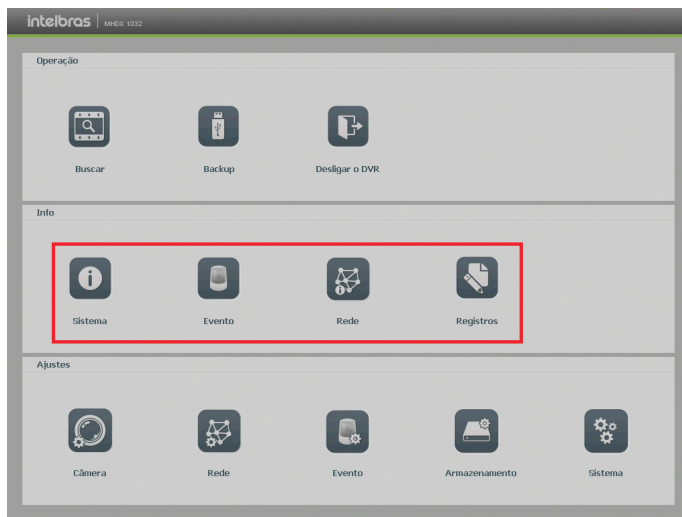 intelbras MHDX 1032
Operação
Buscar Backup Desligar o DVR
Info
Sistema Evento Rede Registros
Ajustes
Câmera Rede Evento Armazenamento Sistema